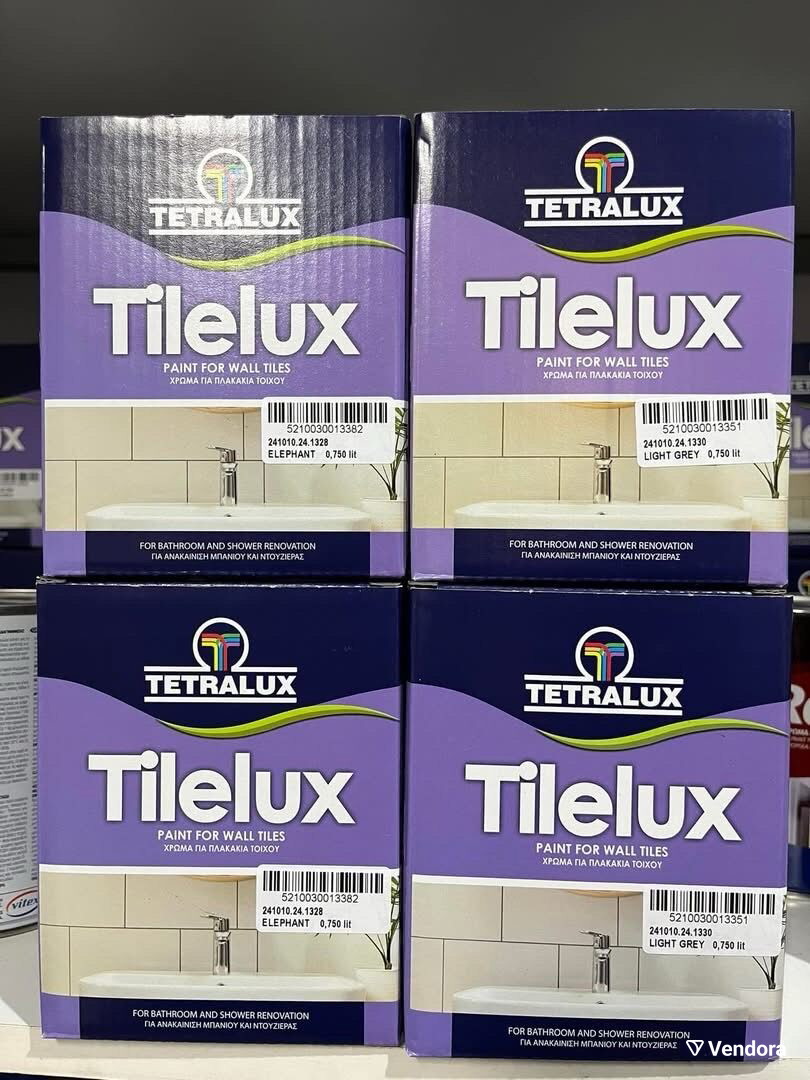 TETRALUX
Tilelux
PAINT FOR WALL TILES
ΧΡΩΜΑ ΓΙΑ ΠΛΑΚΑΚΙΑ ΤΟΙΧΟΥ
5210030013382
241010.24.1328
ELEPHANT 0,750 lit
FOR BATHROOM AND SHOWER RENOVATION
ΓΙΑ ΑΝΑΚΑΙΝΙΣΗ ΜΠΑΝΙΟΥ ΚΑΙ ΝΤΟΥΖΙΕΡΑΣ
TETRALUX
Tilelux
PAINT FOR WALL TILES
ΧΡΩΜΑ ΓΙΑ ΠΛΑΚΑΚΙΑ ΤΟΙΧΟΥ
5210030013351
241010.24.1330
LIGHT GREY 0,750 lit
FOR BATHROOM AND SHOWER RENOVATION
ΓΙΑ ΑΝΑΚΑΙΝΙΣΗ ΜΠΑΝΙΟΥ ΚΑΙ ΝΤΟΥΖΙΕΡΑΣ
TETRALUX
Tilelux
PAINT FOR WALL TILES
ΧΡΩΜΑ ΓΙΑ ΠΛΑΚΑΚΙΑ ΤΟΙΧΟΥ
5210030013382
241010.24.1328
ELEPHANT 0,750 lit
FOR BATHROOM AND SHOWER RENOVATION
ΓΙΑ ΑΝΑΚΑΙΝΙΣΗ ΜΠΑΝΙΟΥ ΚΑΙ ΝΤΟΥΖΙΕΡΑΣ
TETRALUX
Tilelux
PAINT FOR WALL TILES
ΧΡΩΜΑ ΓΙΑ ΠΛΑΚΑΚΙΑ ΤΟΙΧΟΥ
5210030013351
241010.24.1330
LIGHT GREY 0,750 lit
FOR BATHROOM AND SHOWER RENOVATION
ΓΙΑ ΑΝΑΚΑΙΝΙΣΗ ΜΠΑΝΙΟΥ ΚΑΙ ΝΤΟΥΖΙΕΡΑΣ
vitex
Vendora